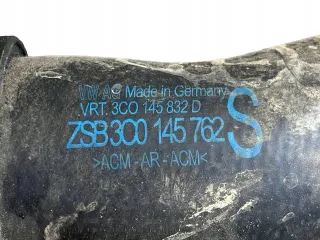 VW AG Made in Germany
VRT. 3C0 145 832 D
ZSB 3C0 145 762 S
>ACM - AR - ACM<